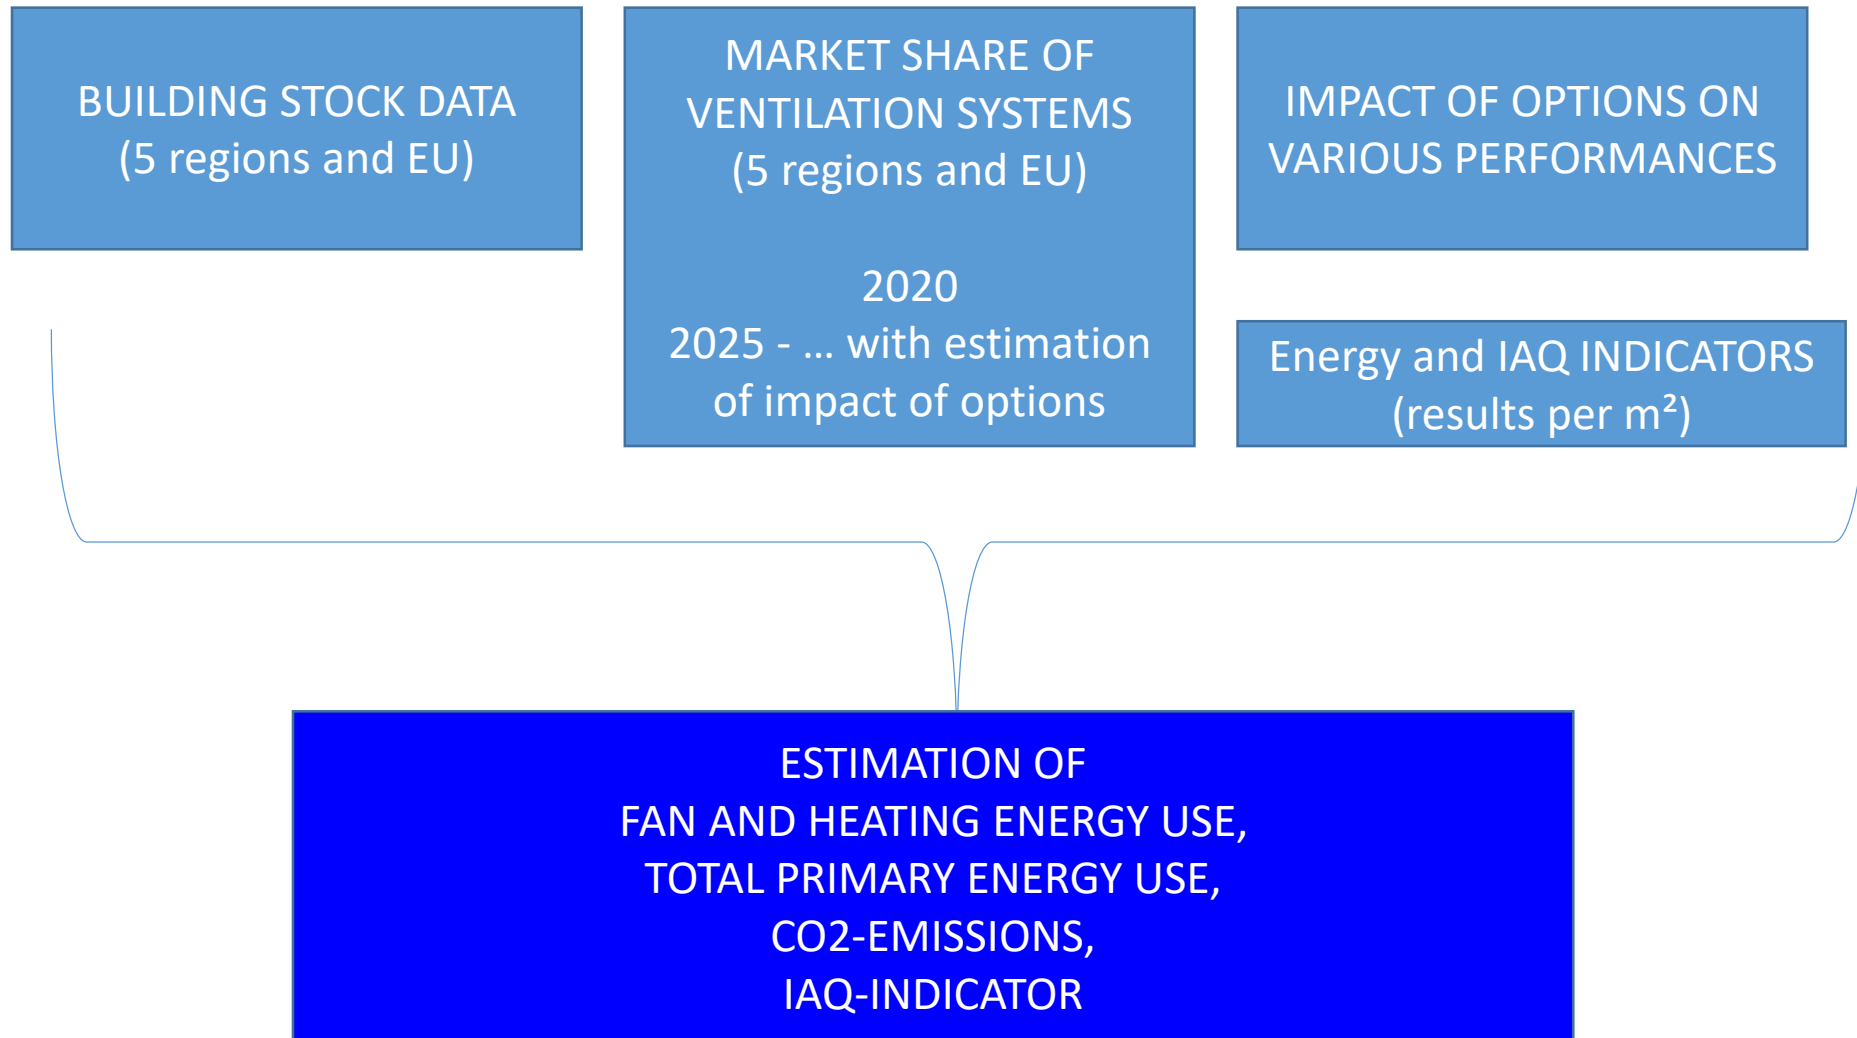 BUILDING STOCK DATA
(5 regions and EU)
MARKET SHARE OF
VENTILATION SYSTEMS
(5 regions and EU)
2020
2025 - ... with estimation
of impact of options
IMPACT OF OPTIONS ON
VARIOUS PERFORMANCES
Energy and IAQ INDICATORS
(results per m²)
ESTIMATION OF
FAN AND HEATING ENERGY USE,
TOTAL PRIMARY ENERGY USE,
CO2-EMISSIONS,
IAQ-INDICATOR